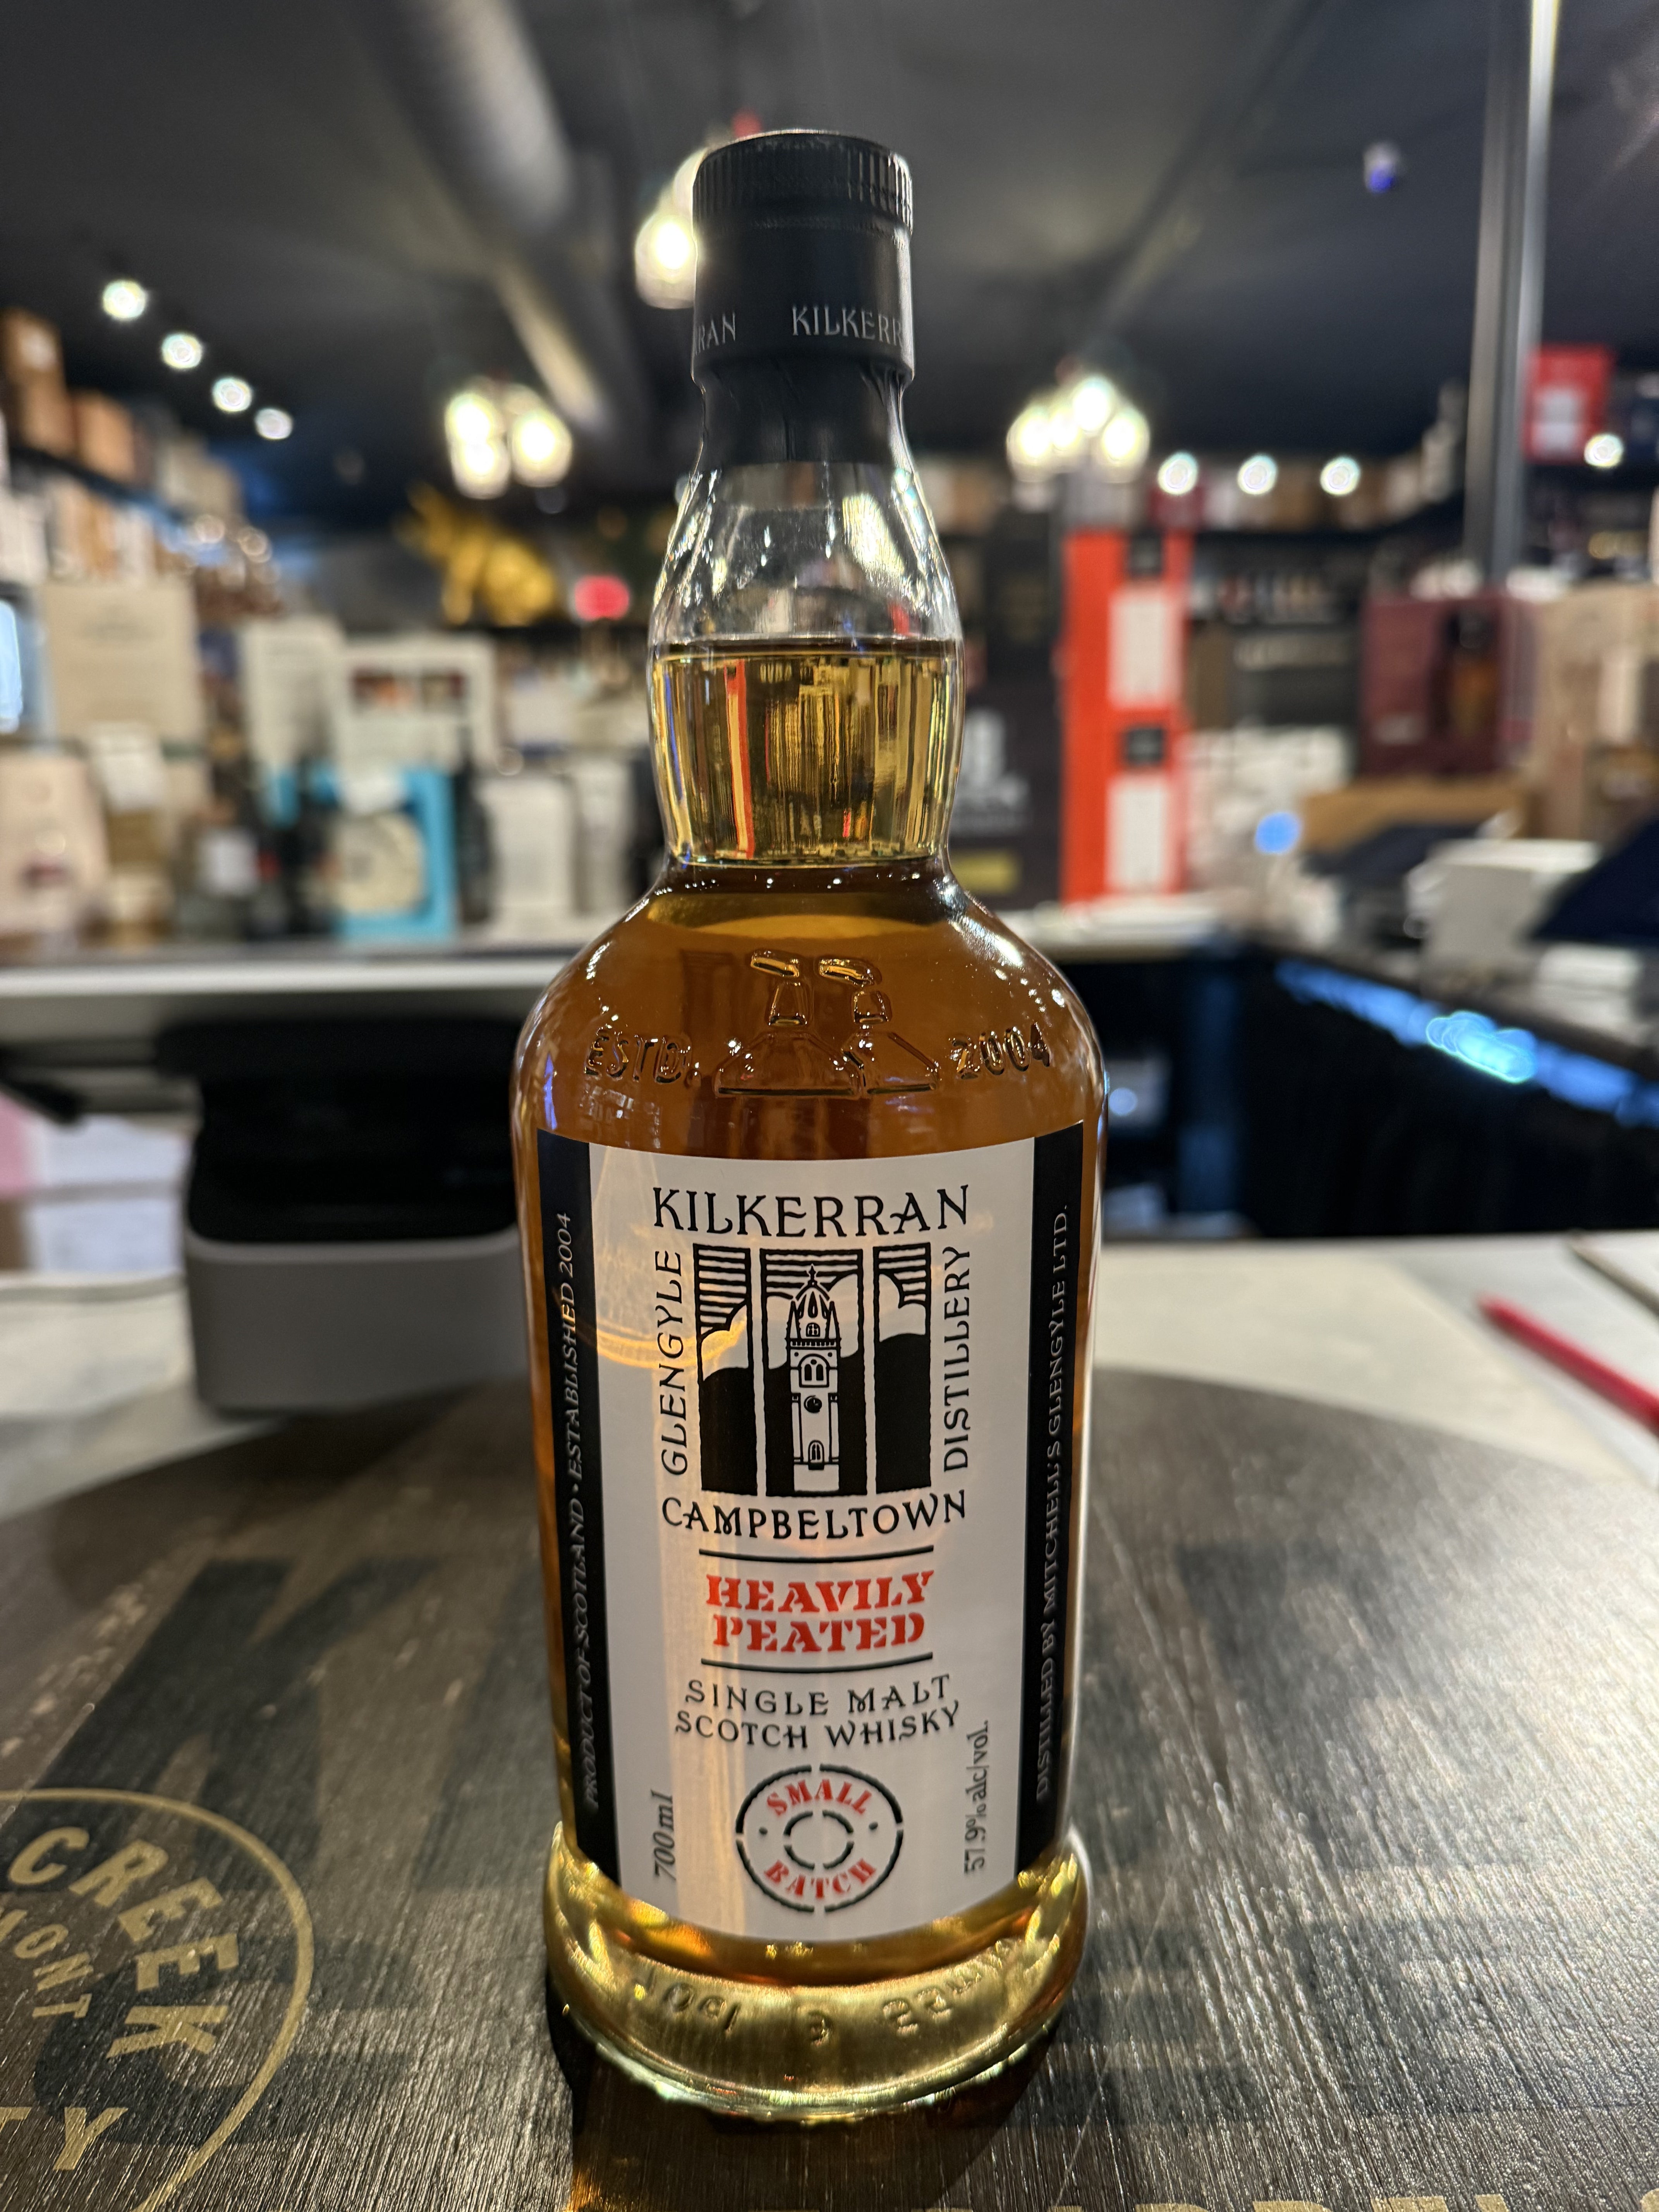 KILKERR
ESTD. 2004
KILKERRAN
GLENGYLE
DISTILLERY
CAMPBELTOWN
HEAVILY
PEATED
SINGLE MALT
SCOTCH WHISKY
SMALL
BATCH
700ml
57.9% alc/vol.
PRODUCT OF SCOTLAND • ESTABLISHED 2004
DISTILLED BY MITCHELL'S GLENGYLE LTD.
CREEK